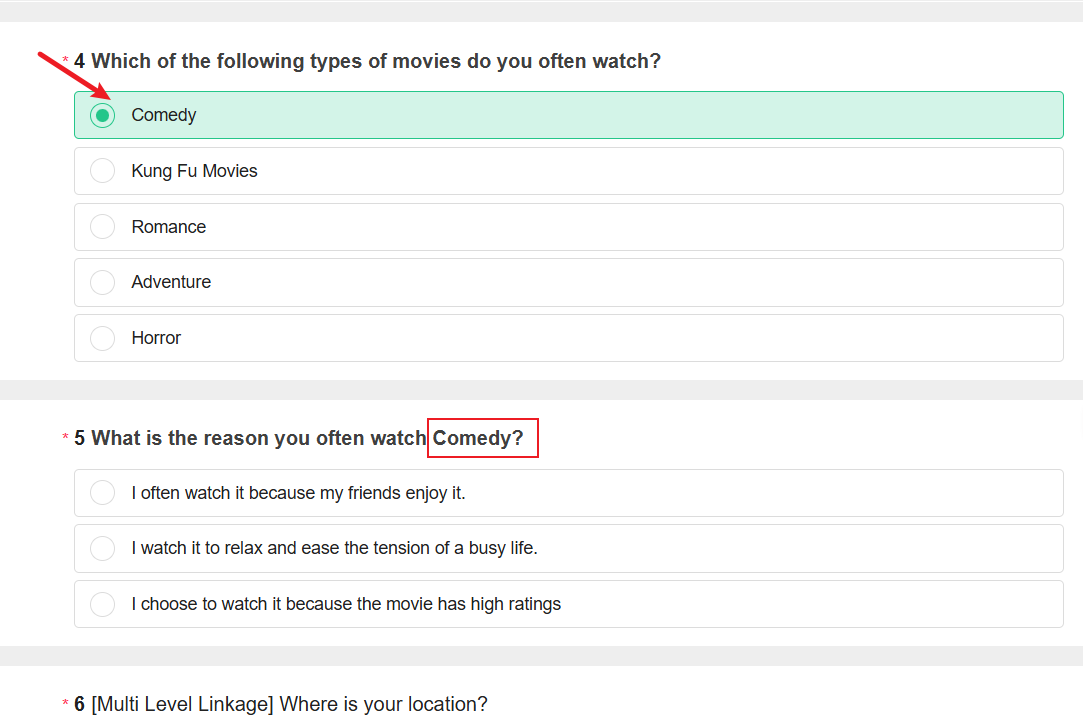 * 4 Which of the following types of movies do you often watch?
Comedy
Kung Fu Movies
Romance
Adventure
Horror
* 5 What is the reason you often watch Comedy?
I often watch it because my friends enjoy it.
I watch it to relax and ease the tension of a busy life.
I choose to watch it because the movie has high ratings
* 6 [Multi Level Linkage] Where is your location?